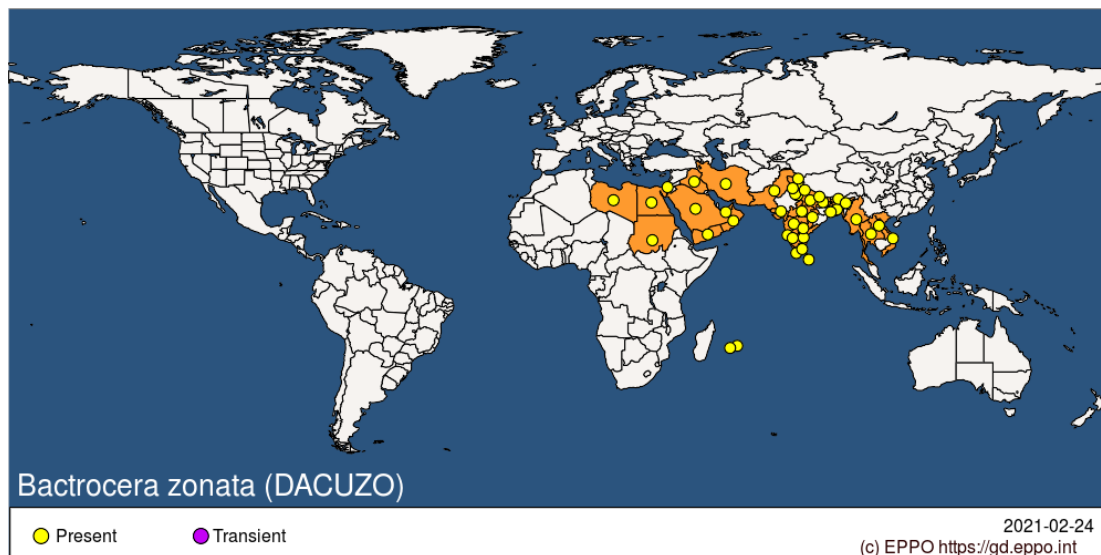 Bactrocera zonata (DACUZO)
Present
Transient
2021-02-24
(c) EPPO https://gd.eppo.int